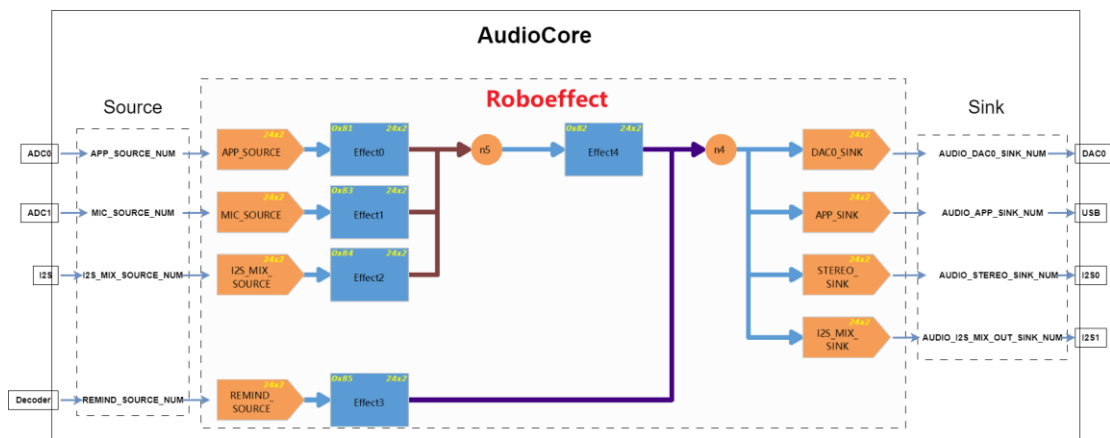 AudioCore
Source
Roboeffect
Sink
ADC0
APP_SOURCE_NUM
24x2
APP_SOURCE
0x81
24x2
Effect0
n5
0x82
24x2
Effect4
n4
24x2
DAC0_SINK
AUDIO_DAC0_SINK_NUM
DAC0
ADC1
MIC_SOURCE_NUM
24x2
MIC_SOURCE
0x83
24x2
Effect1
24x2
APP_SINK
AUDIO_APP_SINK_NUM
USB
I2S
I2S_MIX_SOURCE_NUM
24x2
I2S_MIX_
SOURCE
0x84
24x2
Effect2
24x2
STEREO_
SINK
AUDIO_STEREO_SINK_NUM
I2S0
24x2
I2S_MIX_
SINK
AUDIO_I2S_MIX_OUT_SINK_NUM
I2S1
Decoder
REMIND_SOURCE_NUM
24x2
REMIND_
SOURCE
0x85
24x2
Effect3